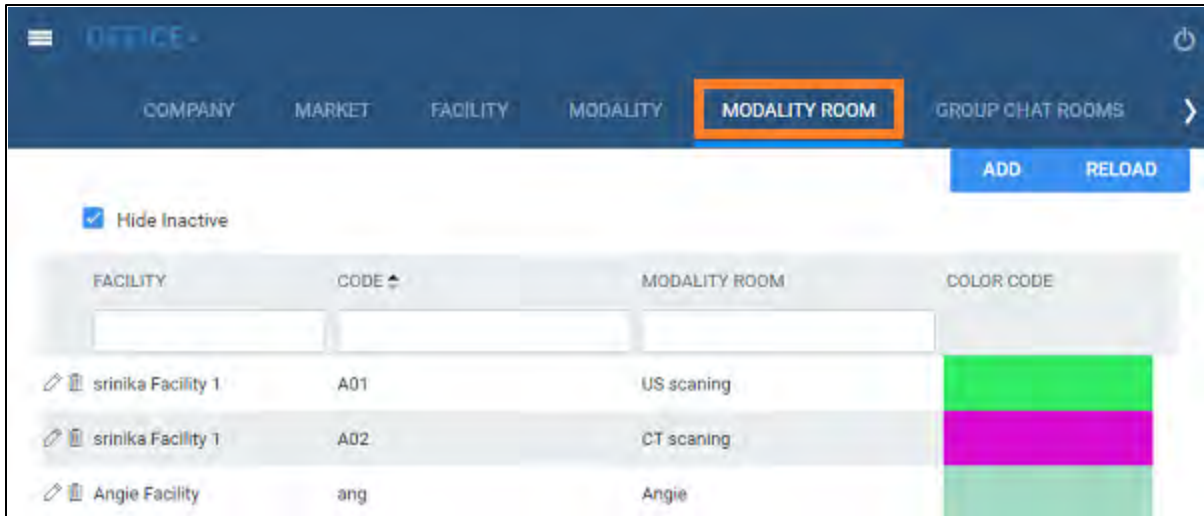 OFFICE
COMPANY MARKET FACILITY MODALITY MODALITY ROOM GROUP CHAT ROOMS
ADD RELOAD
Hide Inactive
FACILITY CODE MODALITY ROOM COLOR CODE
srinika Facility 1 A01 US scaning
srinika Facility 1 A02 CT scaning
Angie Facility ang Angie